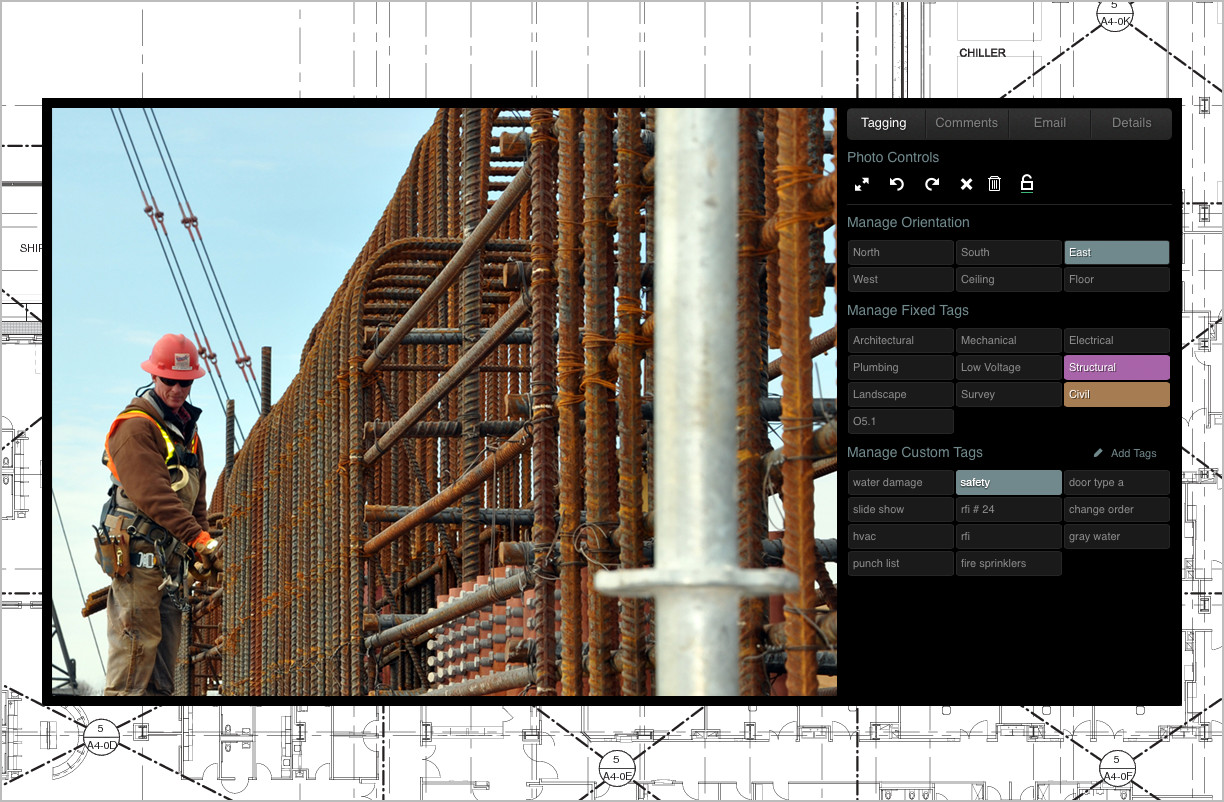 5
A4-0K
CHILLER
Tagging Comments Email Details
Photo Controls
Manage Orientation
North South East
West Ceiling Floor
Manage Fixed Tags
Architectural Mechanical Electrical
Plumbing Low Voltage Structural
Landscape Survey Civil
O5.1
Manage Custom Tags Add Tags
water damage safety door type a
slide show rfi # 24 change order
hvac rfi gray water
punch list fire sprinklers
SHIP
5
A4-0D
5
A4-0E
5
A4-0F